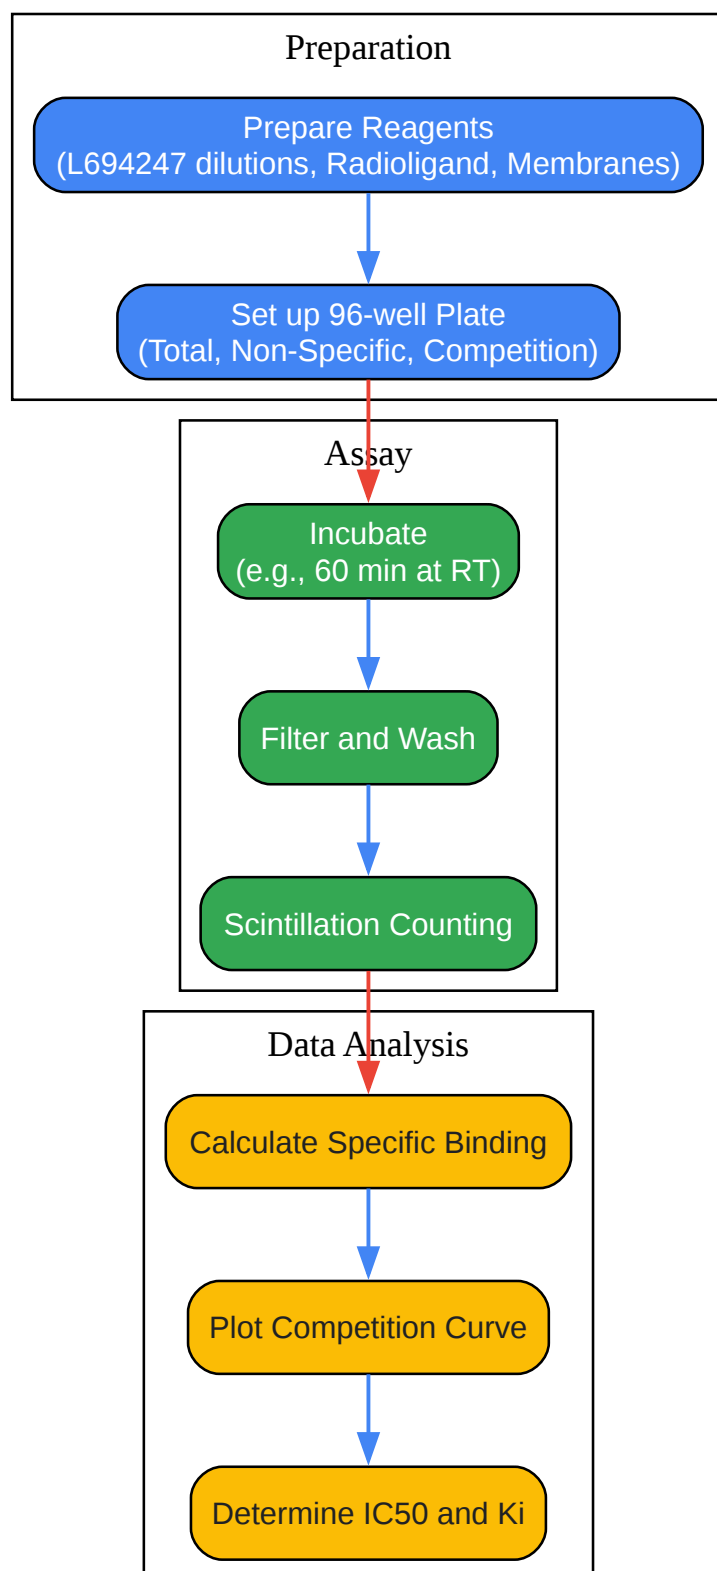 Preparation
Prepare Reagents
(L694247 dilutions, Radioligand, Membranes)
Set up 96-well Plate
(Total, Non-Specific, Competition)
Assay
Incubate
(e.g., 60 min at RT)
Filter and Wash
Scintillation Counting
Data Analysis
Calculate Specific Binding
Plot Competition Curve
Determine IC50 and Ki